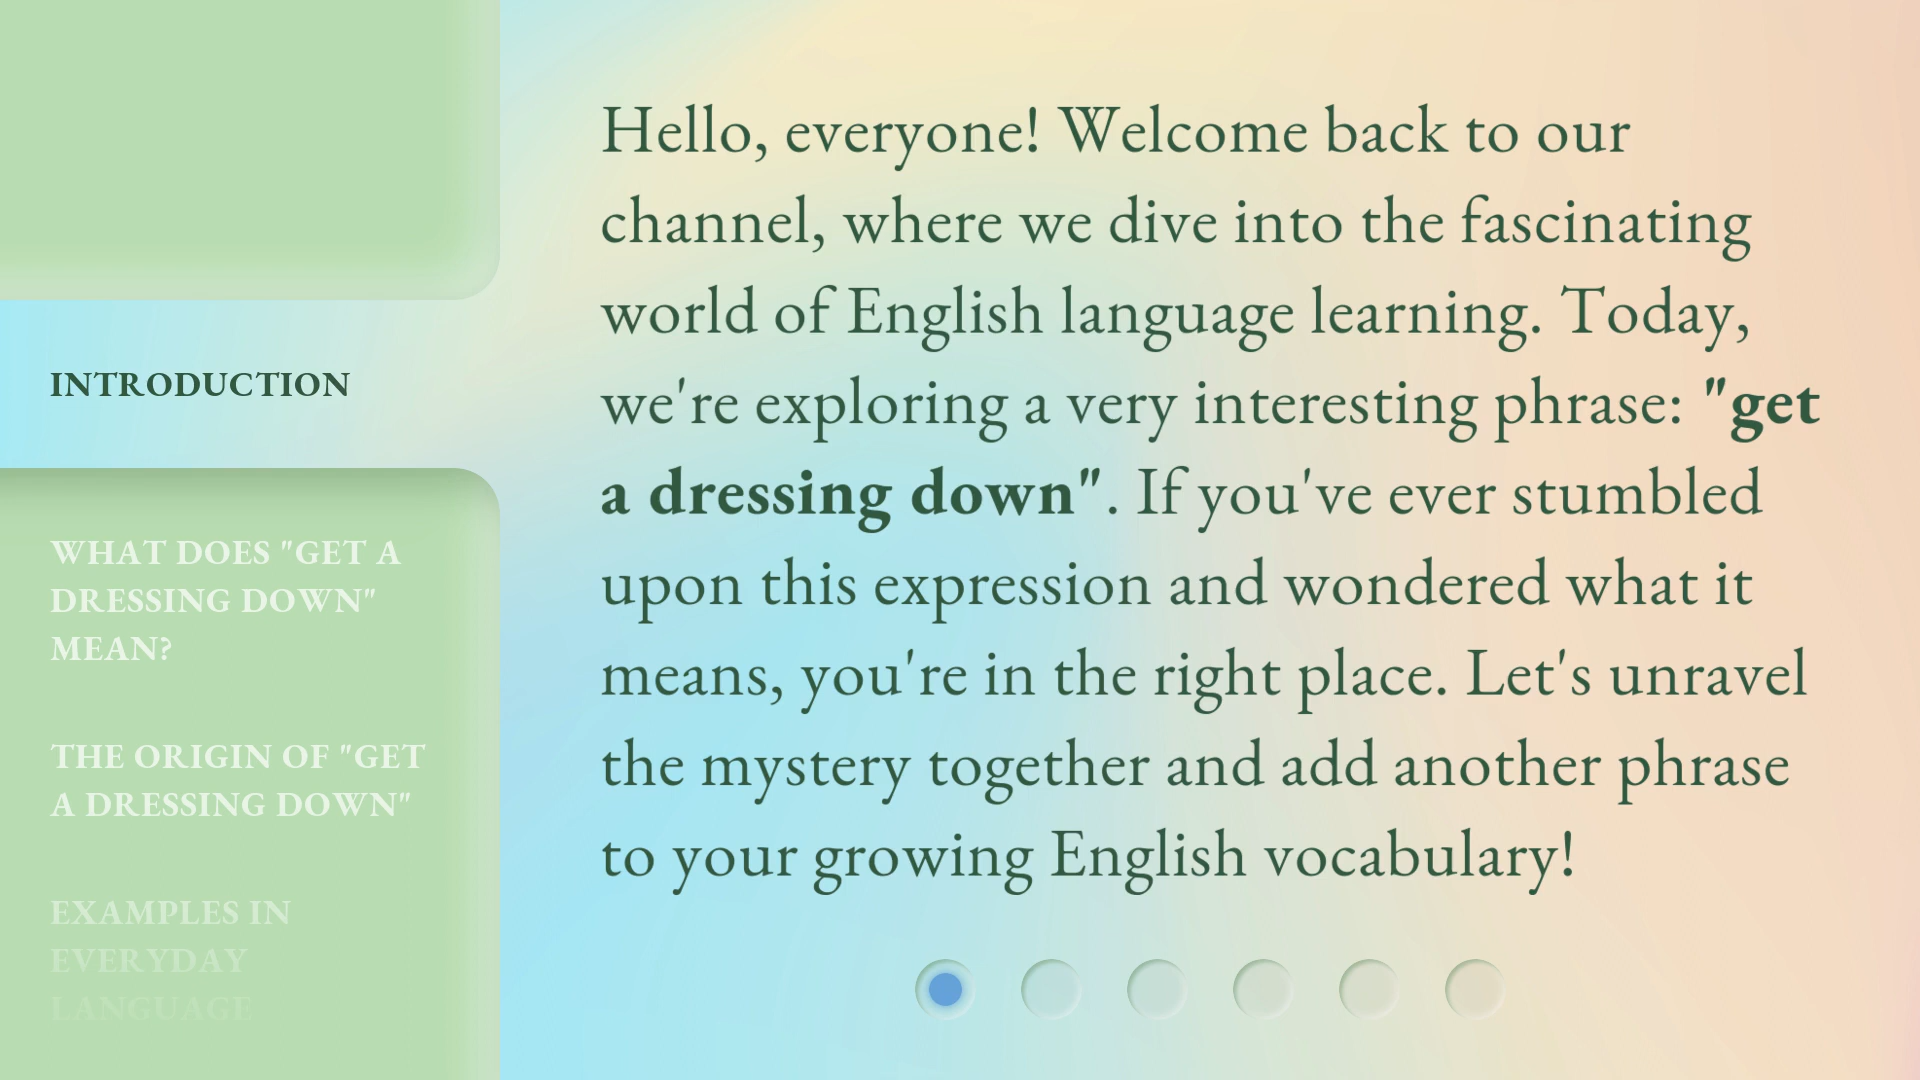 INTRODUCTION
WHAT DOES "GET A
DRESSING DOWN"
MEAN?
THE ORIGIN OF "GET
A DRESSING DOWN"
EXAMPLES IN
EVERYDAY
LANGUAGE
Hello, everyone! Welcome back to our
channel, where we dive into the fascinating
world of English language learning. Today,
we're exploring a very interesting phrase: "get
a dressing down". If you've ever stumbled
upon this expression and wondered what it
means, you're in the right place. Let's unravel
the mystery together and add another phrase
to your growing English vocabulary!